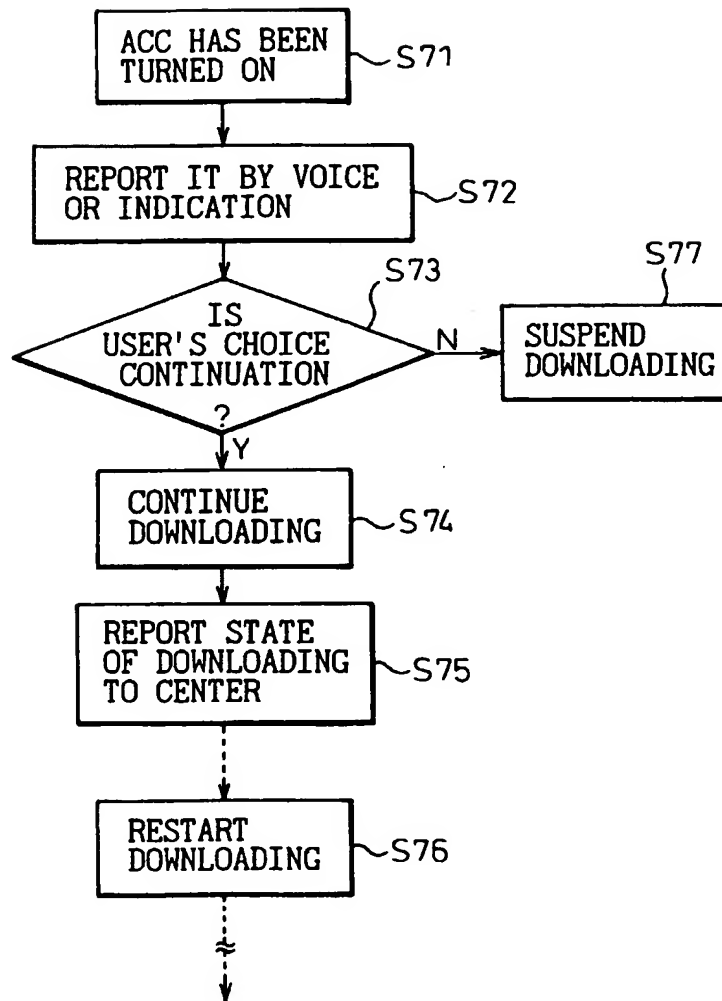 ACC HAS BEEN
TURNED ON
S71
REPORT IT BY VOICE
OR INDICATION
S72
S73
IS
USER'S CHOICE
CONTINUATION
?
N
S77
SUSPEND
DOWNLOADING
Y
CONTINUE
DOWNLOADING
S74
REPORT STATE
OF DOWNLOADING
TO CENTER
S75
RESTART
DOWNLOADING
S76